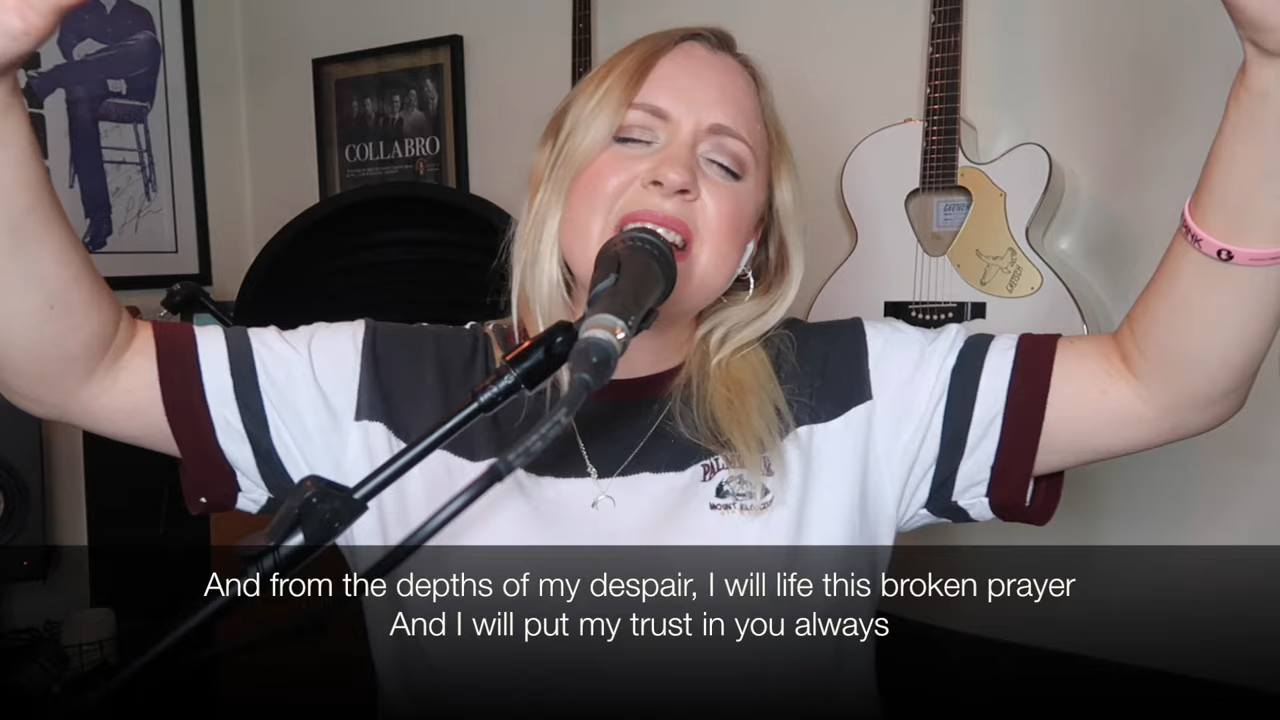 COLLABRO
GRETSCH
And from the depths of my despair, I will life this broken prayer
And I will put my trust in you always